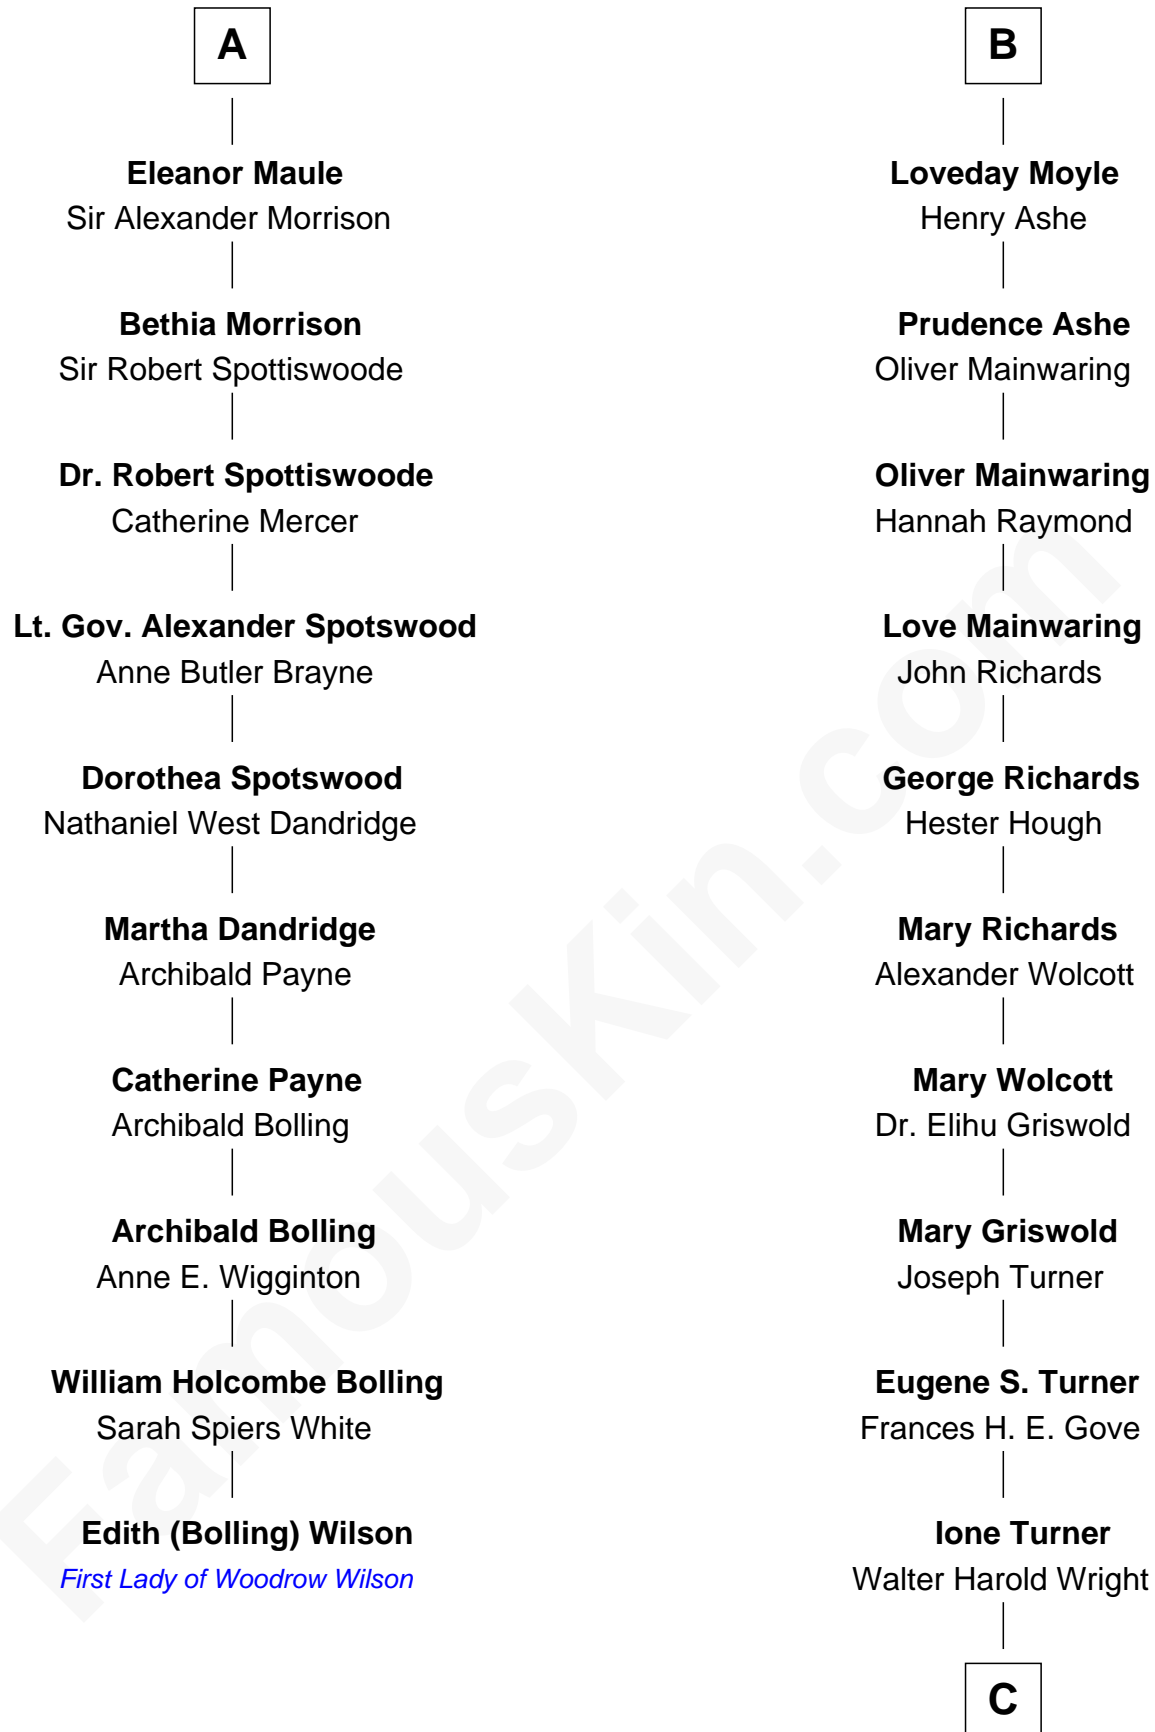 A
Eleanor Maule
Sir Alexander Morrison
Bethia Morrison
Sir Robert Spottiswoode
Dr. Robert Spottiswoode
Catherine Mercer
Lt. Gov. Alexander Spotswood
Anne Butler Brayne
Dorothea Spotswood
Nathaniel West Dandridge
Martha Dandridge
Archibald Payne
Catherine Payne
Archibald Bolling
Archibald Bolling
Anne E. Wigginton
William Holcombe Bolling
Sarah Spiers White
Edith (Bolling) Wilson
First Lady of Woodrow Wilson
B
Loveday Moyle
Henry Ashe
Prudence Ashe
Oliver Mainwaring
Oliver Mainwaring
Hannah Raymond
Love Mainwaring
John Richards
George Richards
Hester Hough
Mary Richards
Alexander Wolcott
Mary Wolcott
Dr. Elihu Griswold
Mary Griswold
Joseph Turner
Eugene S. Turner
Frances H. E. Gove
Ione Turner
Walter Harold Wright
C
FamousKin.com